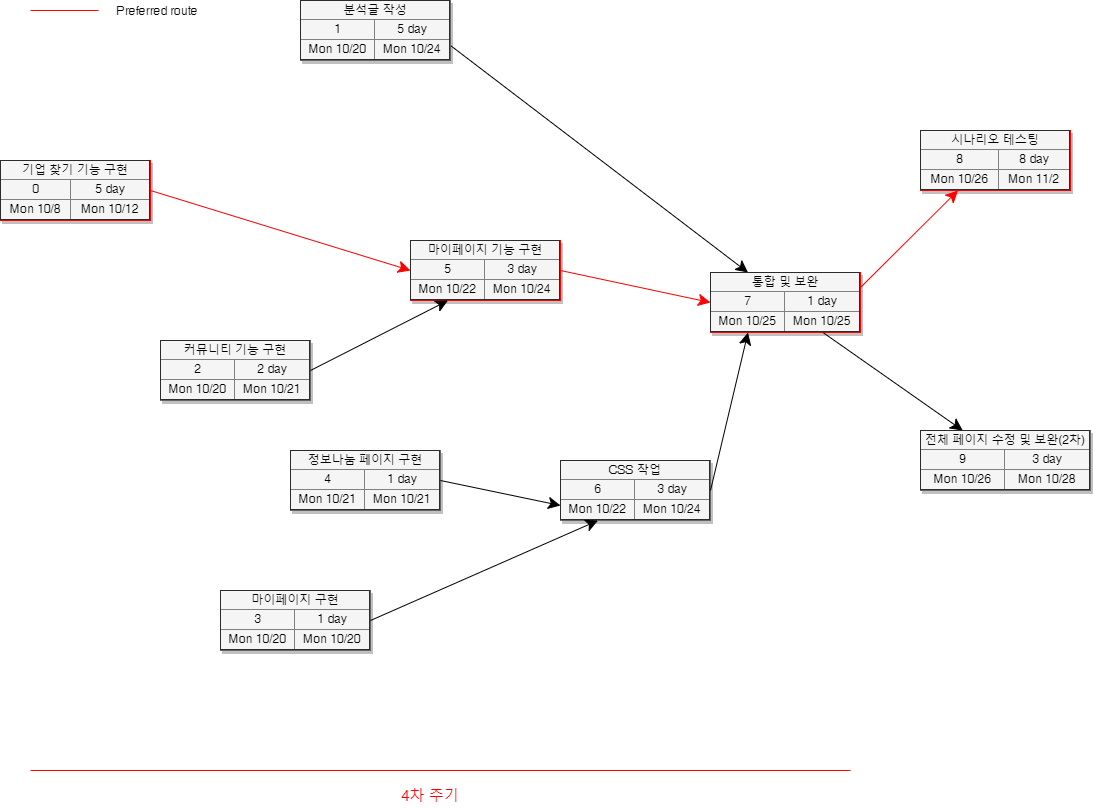 Preferred route
분석글 작성
1 5 day
Mon 10/20 Mon 10/24
시나리오 테스팅
8 8 day
Mon 10/26 Mon 11/2
기업 찾기 기능 구현
0 5 day
Mon 10/8 Mon 10/12
마이페이지 기능 구현
5 3 day
Mon 10/22 Mon 10/24
통합 및 보완
7 1 day
Mon 10/25 Mon 10/25
커뮤니티 기능 구현
2 2 day
Mon 10/20 Mon 10/21
전체 페이지 수정 및 보완(2차)
9 3 day
Mon 10/26 Mon 10/28
정보나눔 페이지 구현
4 1 day
Mon 10/21 Mon 10/21
CSS 작업
6 3 day
Mon 10/22 Mon 10/24
마이페이지 구현
3 1 day
Mon 10/20 Mon 10/20
4차 주기